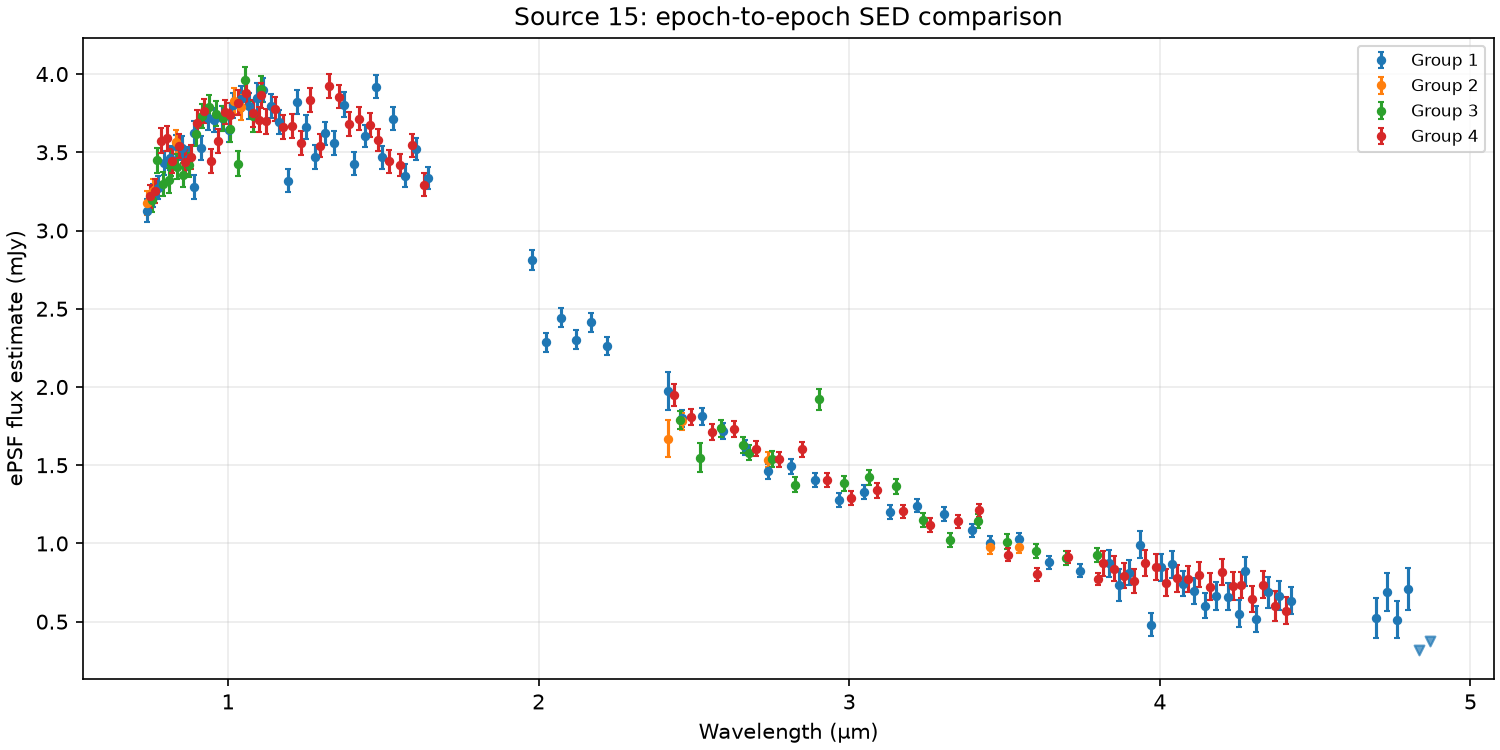 Source 15: epoch-to-epoch SED comparison
ePSF flux estimate (mJy)
4.0
3.5
3.0
2.5
2.0
1.5
1.0
0.5
Group 1
Group 2
Group 3
Group 4
1
2
3
4
5
Wavelength (μm)